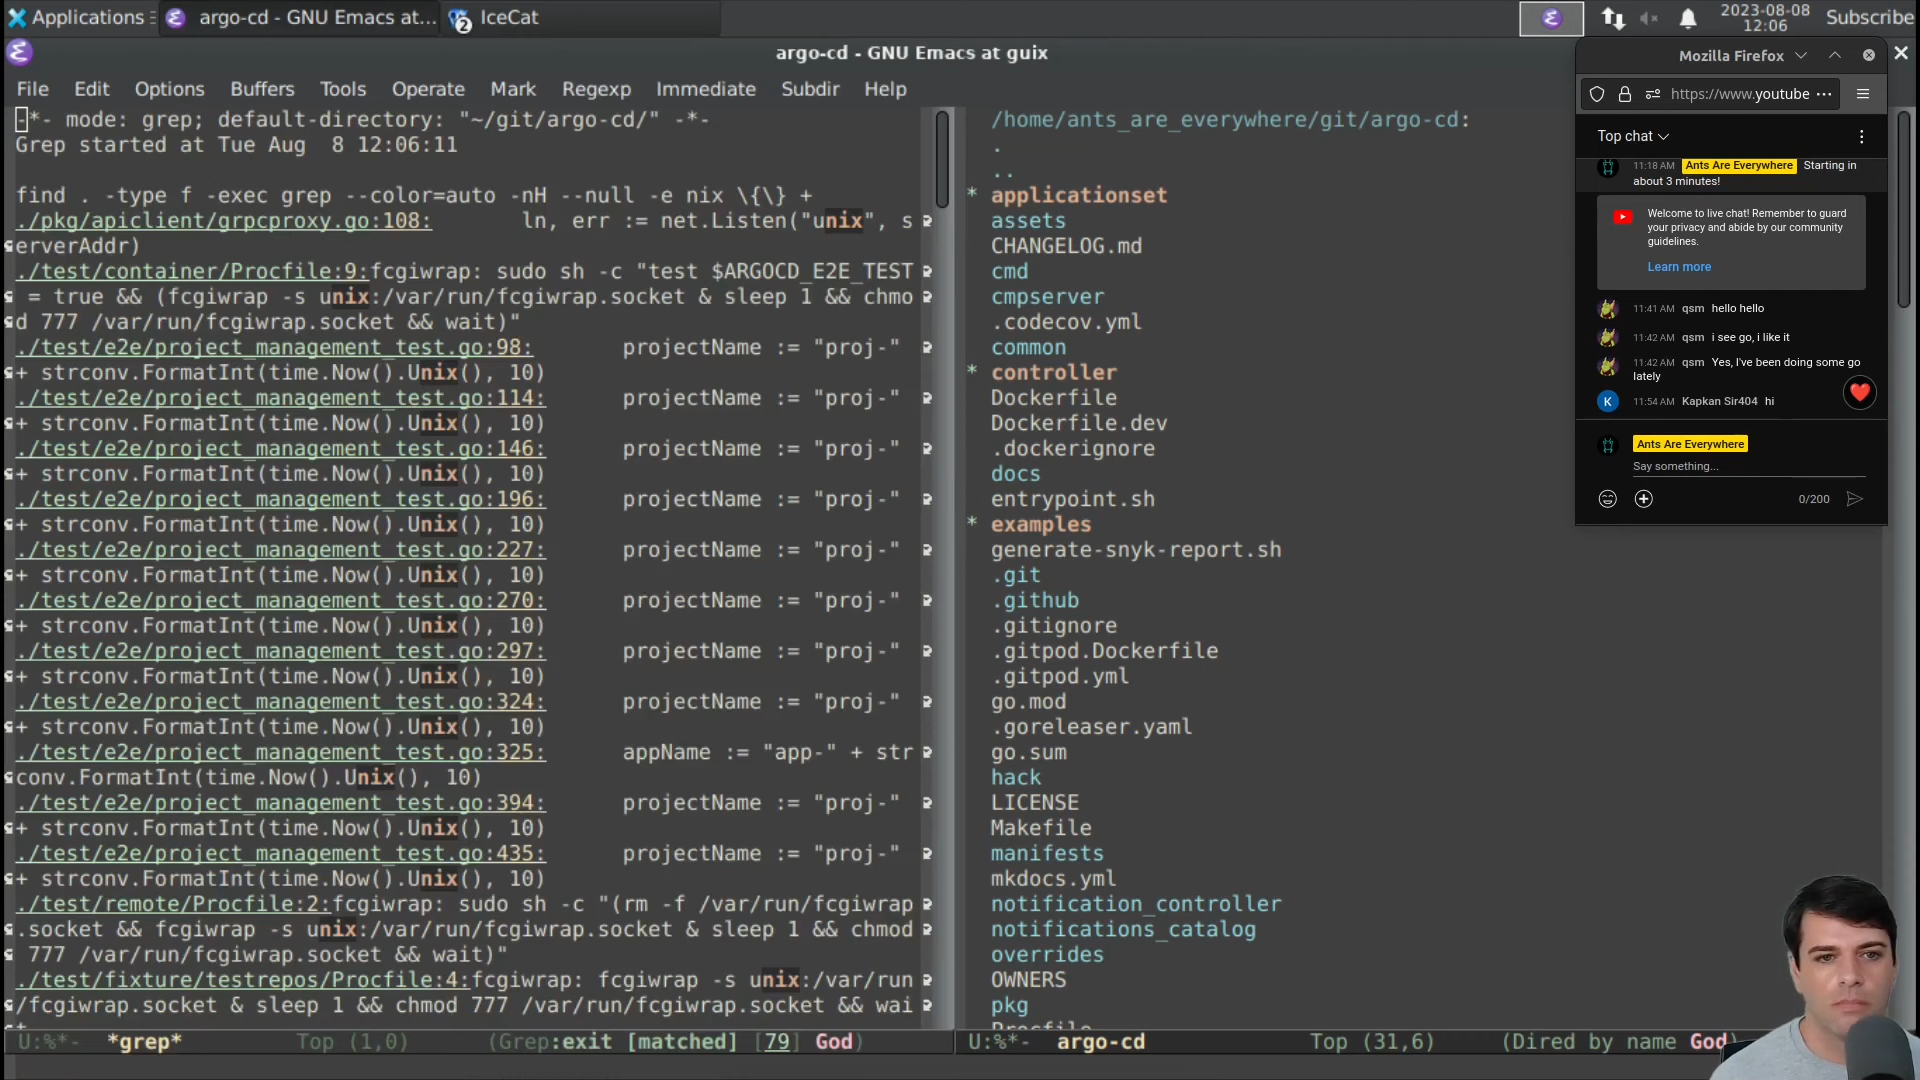 Applications
argo-cd - GNU Emacs at...
2
IceCat
2023-08-08
12:06
Subscribe
argo-cd - GNU Emacs at guix
File Edit Options Buffers Tools Operate Mark Regexp Immediate Subdir Help
-*- mode: grep; default-directory: "~/git/argo-cd/" -*-
Grep started at Tue Aug  8 12:06:11
find . -type f -exec grep --color=auto -nH --null -e nix \{\} +
./pkg/apiclient/grpcproxy.go:108:       ln, err := net.Listen("unix", s
erverAddr)
./test/container/Procfile:9:fcgiwrap: sudo sh -c "test $ARGOCD_E2E_TEST
 = true && (fcgiwrap -s unix:/var/run/fcgiwrap.socket & sleep 1 && chmo
d 777 /var/run/fcgiwrap.socket && wait)"
./test/e2e/project_management_test.go:98:       projectName := "proj-"
+ strconv.FormatInt(time.Now().Unix(), 10)
./test/e2e/project_management_test.go:114:      projectName := "proj-"
+ strconv.FormatInt(time.Now().Unix(), 10)
./test/e2e/project_management_test.go:146:      projectName := "proj-"
+ strconv.FormatInt(time.Now().Unix(), 10)
./test/e2e/project_management_test.go:196:      projectName := "proj-"
+ strconv.FormatInt(time.Now().Unix(), 10)
./test/e2e/project_management_test.go:227:      projectName := "proj-"
+ strconv.FormatInt(time.Now().Unix(), 10)
./test/e2e/project_management_test.go:270:      projectName := "proj-"
+ strconv.FormatInt(time.Now().Unix(), 10)
./test/e2e/project_management_test.go:297:      projectName := "proj-"
+ strconv.FormatInt(time.Now().Unix(), 10)
./test/e2e/project_management_test.go:324:      projectName := "proj-"
+ strconv.FormatInt(time.Now().Unix(), 10)
./test/e2e/project_management_test.go:325:      appName := "app-" + str
conv.FormatInt(time.Now().Unix(), 10)
./test/e2e/project_management_test.go:394:      projectName := "proj-"
+ strconv.FormatInt(time.Now().Unix(), 10)
./test/e2e/project_management_test.go:435:      projectName := "proj-"
+ strconv.FormatInt(time.Now().Unix(), 10)
./test/remote/Procfile:2:fcgiwrap: sudo sh -c "(rm -f /var/run/fcgiwrap
.socket && fcgiwrap -s unix:/var/run/fcgiwrap.socket & sleep 1 && chmod
 777 /var/run/fcgiwrap.socket && wait)"
./test/fixture/testrepos/Procfile:4:fcgiwrap: fcgiwrap -s unix:/var/run
/fcgiwrap.socket & sleep 1 && chmod 777 /var/run/fcgiwrap.socket && wai
U:%*-  *grep*         Top (1,0)      (Grep:exit [matched] [79] God)
/home/ants_are_everywhere/git/argo-cd:
.
..
* applicationset
assets
CHANGELOG.md
cmd
cmpserver
.codecov.yml
common
* controller
Dockerfile
Dockerfile.dev
.dockerignore
docs
entrypoint.sh
* examples
generate-snyk-report.sh
.git
.github
.gitignore
.gitpod.Dockerfile
.gitpod.yml
go.mod
.goreleaser.yaml
go.sum
hack
LICENSE
Makefile
manifests
mkdocs.yml
notification_controller
notifications_catalog
overrides
OWNERS
pkg
Procfile
U:%*-  argo-cd             Top (31,6)     (Dired by name God)
Mozilla Firefox
https://www.youtube
Top chat
11:18 AM Ants Are Everywhere Starting in
about 3 minutes!
Welcome to live chat! Remember to guard
your privacy and abide by our community
guidelines.
Learn more
11:41 AM qsm hello hello
11:42 AM qsm i see go, i like it
11:42 AM qsm Yes, I've been doing some go
lately
K 11:54 AM Kapkan Sir404 hi
Ants Are Everywhere
Say something...
0/200